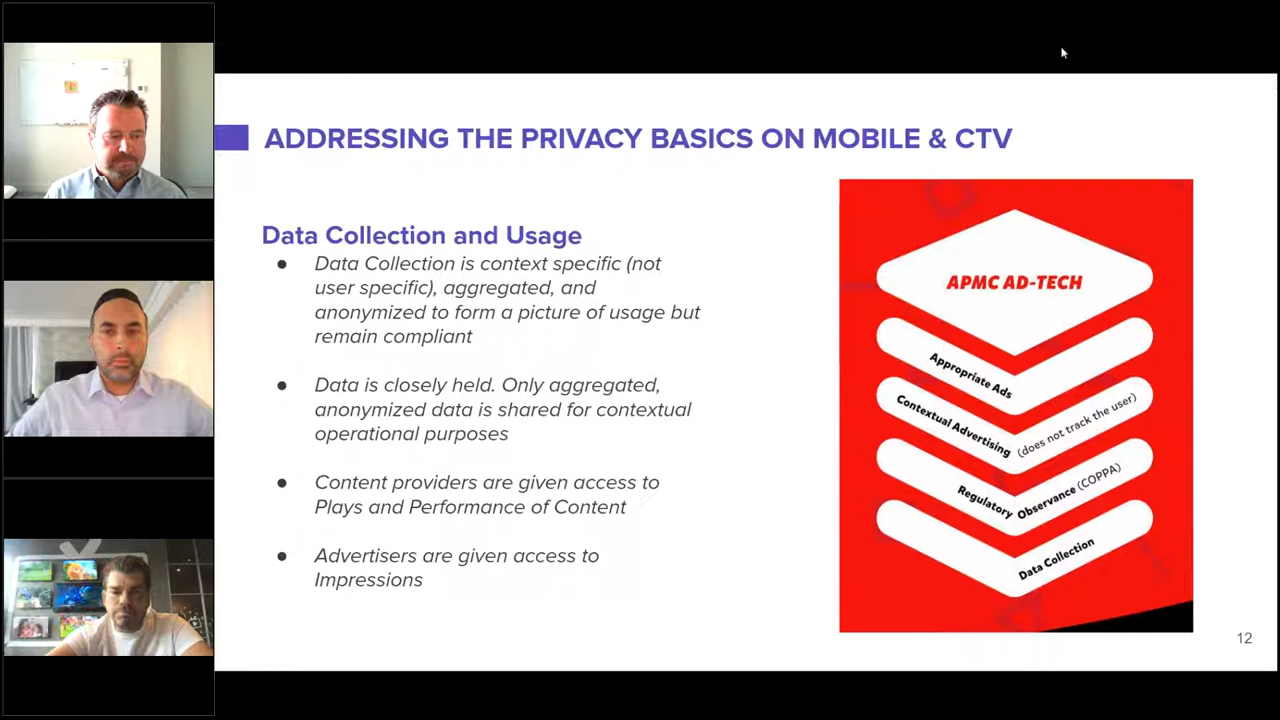 ADDRESSING THE PRIVACY BASICS ON MOBILE & CTV
Data Collection and Usage
● Data Collection is context specific (not
user specific), aggregated, and
anonymized to form a picture of usage but
remain compliant
● Data is closely held. Only aggregated,
anonymized data is shared for contextual
operational purposes
● Content providers are given access to
Plays and Performance of Content
● Advertisers are given access to
Impressions
APMC AD-TECH
Appropriate Ads
Contextual Advertising (does not track the user)
Regulatory Observance (COPPA)
Data Collection
12